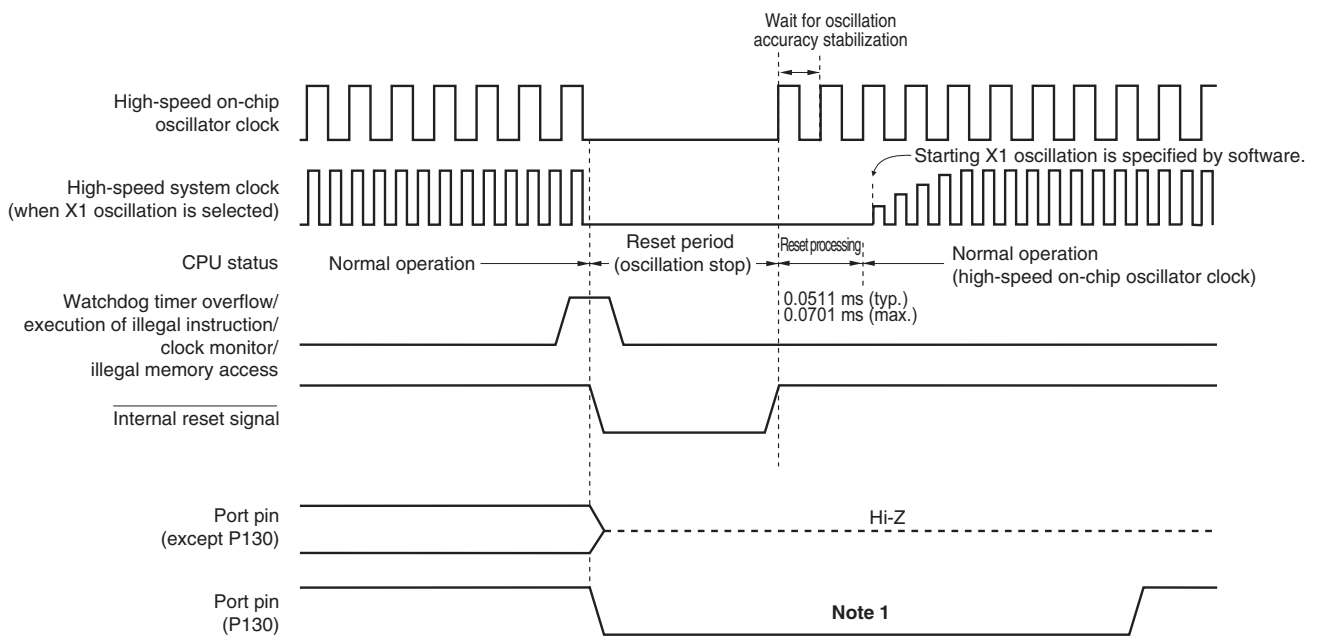 Wait for oscillation
accuracy stabilization
High-speed on-chip
oscillator clock
Starting X1 oscillation is specified by software.
High-speed system clock
(when X1 oscillation is selected)
CPU status
Normal operation
Reset period
(oscillation stop)
Reset processing
Normal operation
(high-speed on-chip oscillator clock)
0.0511 ms (typ.)
0.0701 ms (max.)
Watchdog timer overflow/
execution of illegal instruction/
clock monitor/
illegal memory access
Internal reset signal
Port pin
(except P130)
Hi-Z
Port pin
(P130)
Note 1